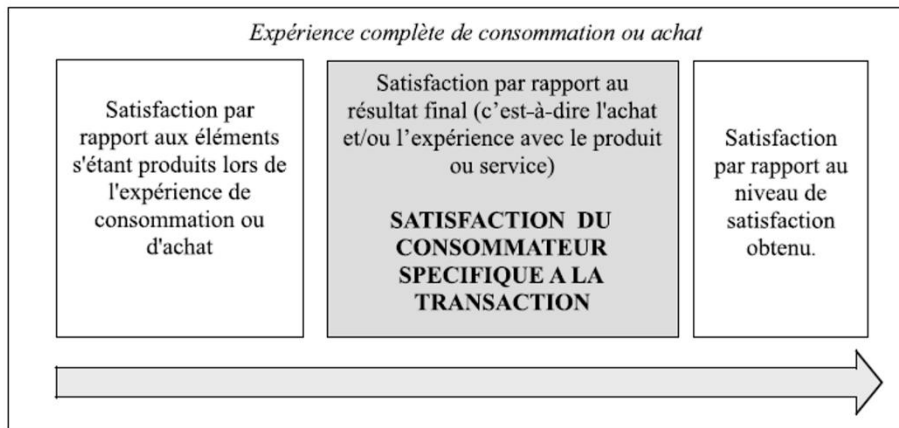 Expérience complète de consommation ou achat
Satisfaction par
rapport aux éléments
s'étant produits lors de
l'expérience de
consommation ou
d'achat
Satisfaction par rapport au
résultat final (c’est-à-dire l'achat
et/ou l’expérience avec le produit
ou service)
SATISFACTION DU
CONSOMMATEUR
SPECIFIQUE A LA
TRANSACTION
Satisfaction
par rapport au
niveau de
satisfaction
obtenu.